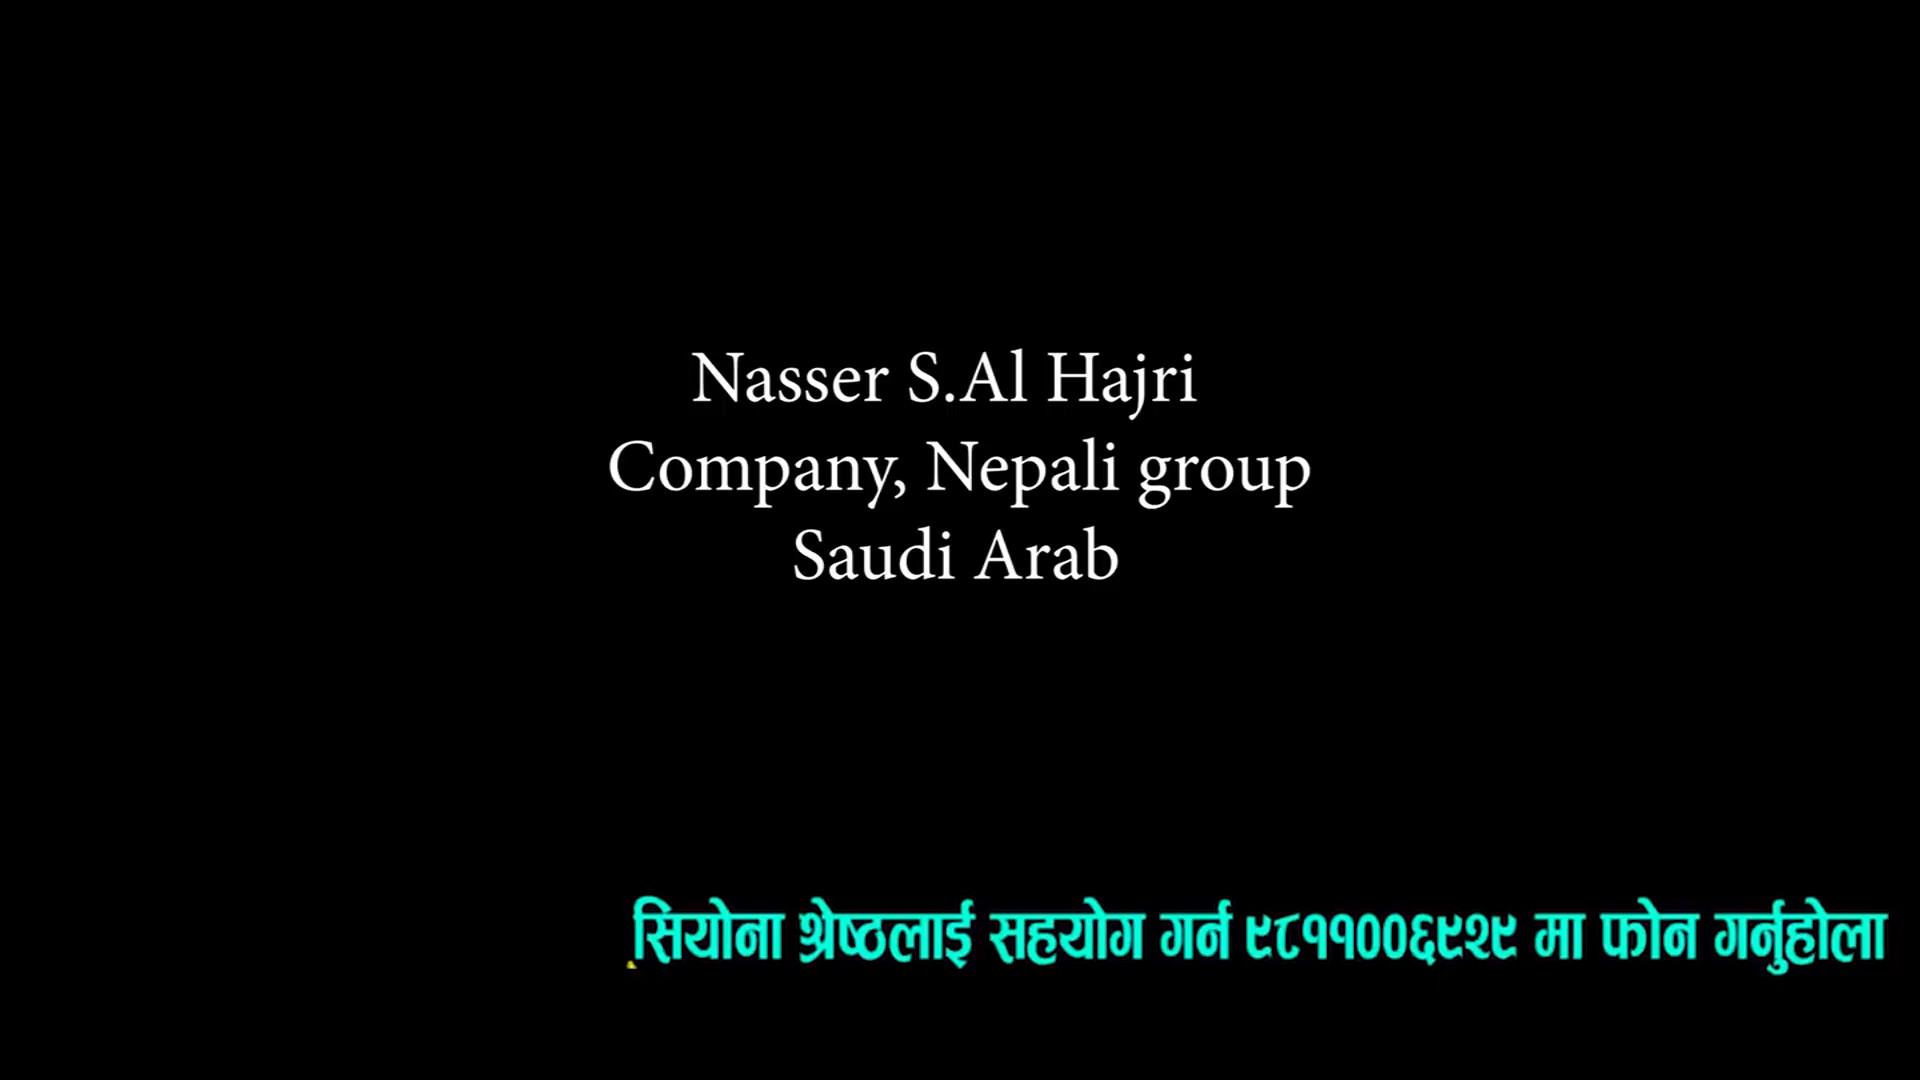 Nasser S.Al Hajri
Company, Nepali group
Saudi Arab
सियोना श्रेष्ठलाई सहयोग गर्न ९८११००६९२९ मा फोन गर्नुहोला